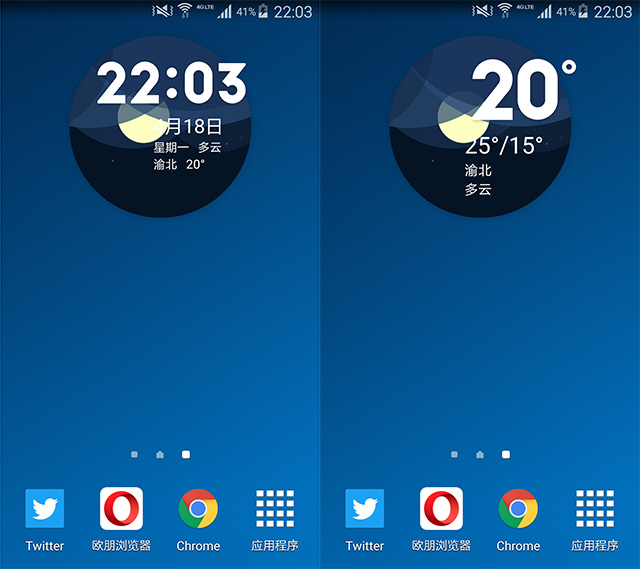 4G LTE 41% 22:03
22:03
4月18日
星期一 多云
渝北 20°
Twitter 欧朋浏览器 Chrome 应用程序
4G LTE 41% 22:03
20°
25°/15°
渝北
多云
Twitter 欧朋浏览器 Chrome 应用程序